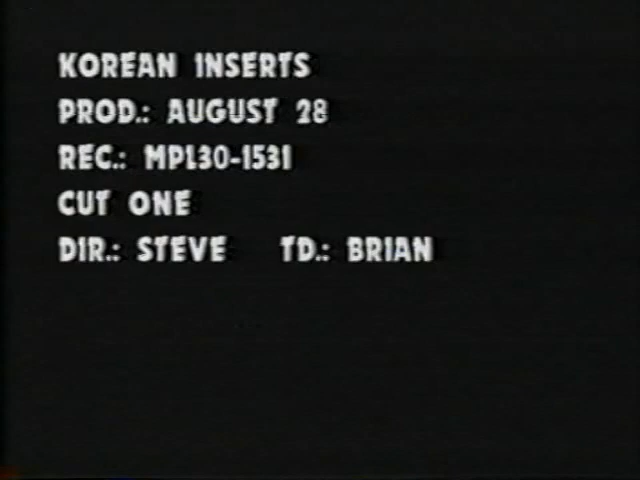 KOREAN INSERTS
PROD.: AUGUST 28
REC.: MPL30-1531
CUT ONE
DIR.: STEVE TD.: BRIAN